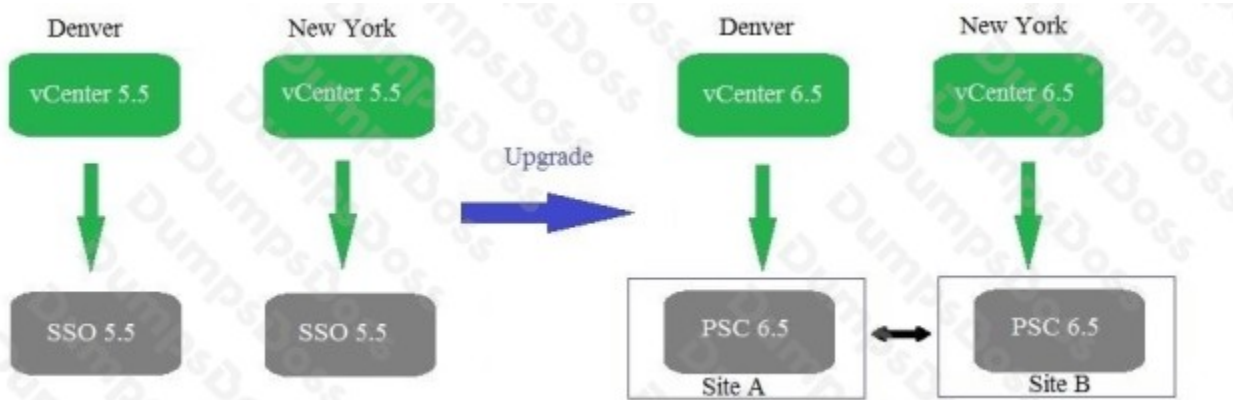 Denver
New York
Denver
New York
vCenter 5.5
vCenter 5.5
vCenter 6.5
vCenter 6.5
Upgrade
SSO 5.5
SSO 5.5
PSC 6.5
PSC 6.5
Site A
Site B
DumpsDoss